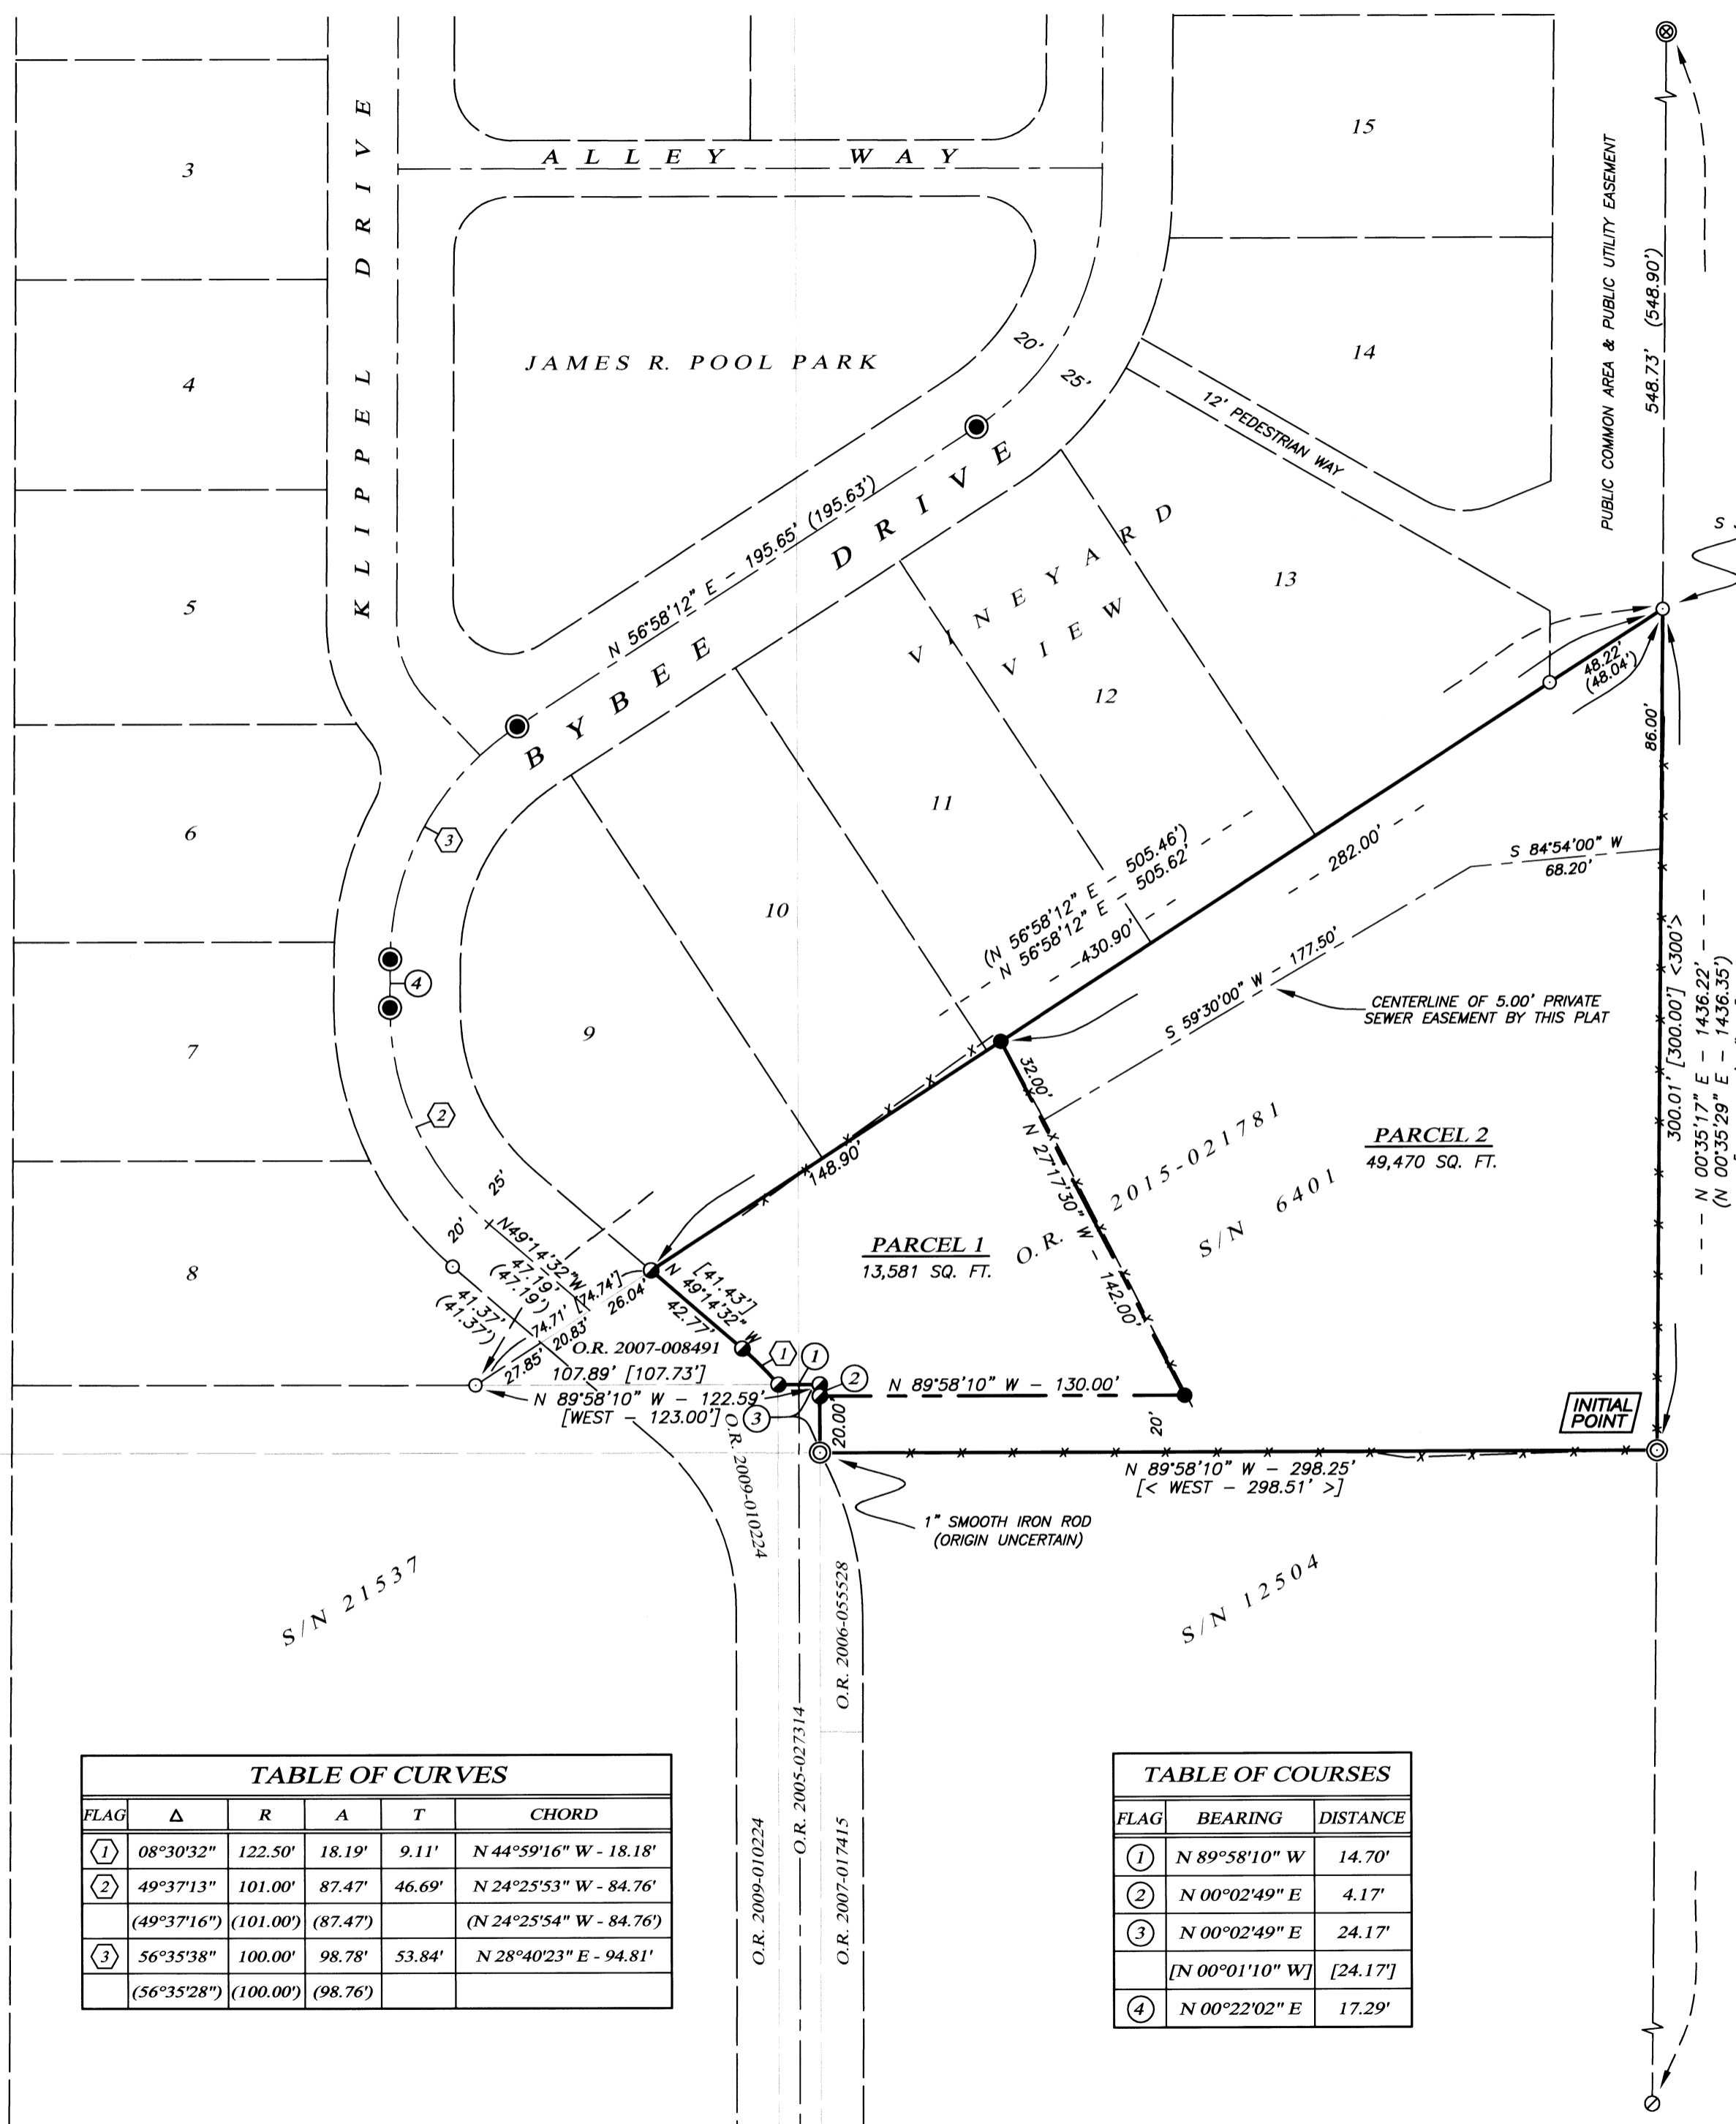 KLIPPEL DRIVE
ALLEY WAY
3
4
5
6
7
8
JAMES R. POOL PARK
15
14
PUBLIC COMMON AREA & PUBLIC UTILITY EASEMENT
548.73' (548.90')
20'
25'
12' PEDESTRIAN WAY
N 56°58'12" E - 195.65' (195.63')
BYBEE DRIVE
VINEYARD
VIEW
13
12
11
10
9
S
48.22'
(48.04')
86.00'
3
4
2
(N 56°58'12" E - 505.46')
N 56°58'12" E - 505.62'
430.90'
282.00'
S 84°54'00" W
68.20'
S 59°30'00" W - 177.50'
CENTERLINE OF 5.00' PRIVATE
SEWER EASEMENT BY THIS PLAT
300.01' [300.00'] <300'>
N 00°35'17" E - 1436.22'
(N 00°35'29" E - 1436.35')
32.00'
N 27°17'30" W - 142.00'
148.90'
O.R. 2015-021781
S/N 6401
PARCEL 2
49,470 SQ. FT.
PARCEL 1
13,581 SQ. FT.
25'
20'
N49°14'32"W
47.19'
(47.19')
41.37'
(41.37')
74.71' [74.74']
27.85'
20.83'
26.04'
[41.43']
N 49°14'32" W
42.77'
O.R. 2007-008491
107.89' [107.73']
N 89°58'10" W - 122.59'
[WEST - 123.00']
1
1
2
3
20.00'
N 89°58'10" W - 130.00'
20'
INITIAL
POINT
N 89°58'10" W - 298.25'
[< WEST - 298.51' >]
1" SMOOTH IRON ROD
(ORIGIN UNCERTAIN)
O.R. 2009-010224
O.R. 2006-055528
S/N 21537
S/N 12504
O.R. 2005-027314
O.R. 2009-010224
O.R. 2007-017415
TABLE OF CURVES
FLAG Δ R A T CHORD
1 08°30'32" 122.50' 18.19' 9.11' N 44°59'16" W - 18.18'
2 49°37'13" 101.00' 87.47' 46.69' N 24°25'53" W - 84.76'
(49°37'16") (101.00') (87.47') (N 24°25'54" W - 84.76')
3 56°35'38" 100.00' 98.78' 53.84' N 28°40'23" E - 94.81'
(56°35'28") (100.00') (98.76')
TABLE OF COURSES
FLAG BEARING DISTANCE
1 N 89°58'10" W 14.70'
2 N 00°02'49" E 4.17'
3 N 00°02'49" E 24.17'
[N 00°01'10" W] [24.17']
4 N 00°22'02" E 17.29'